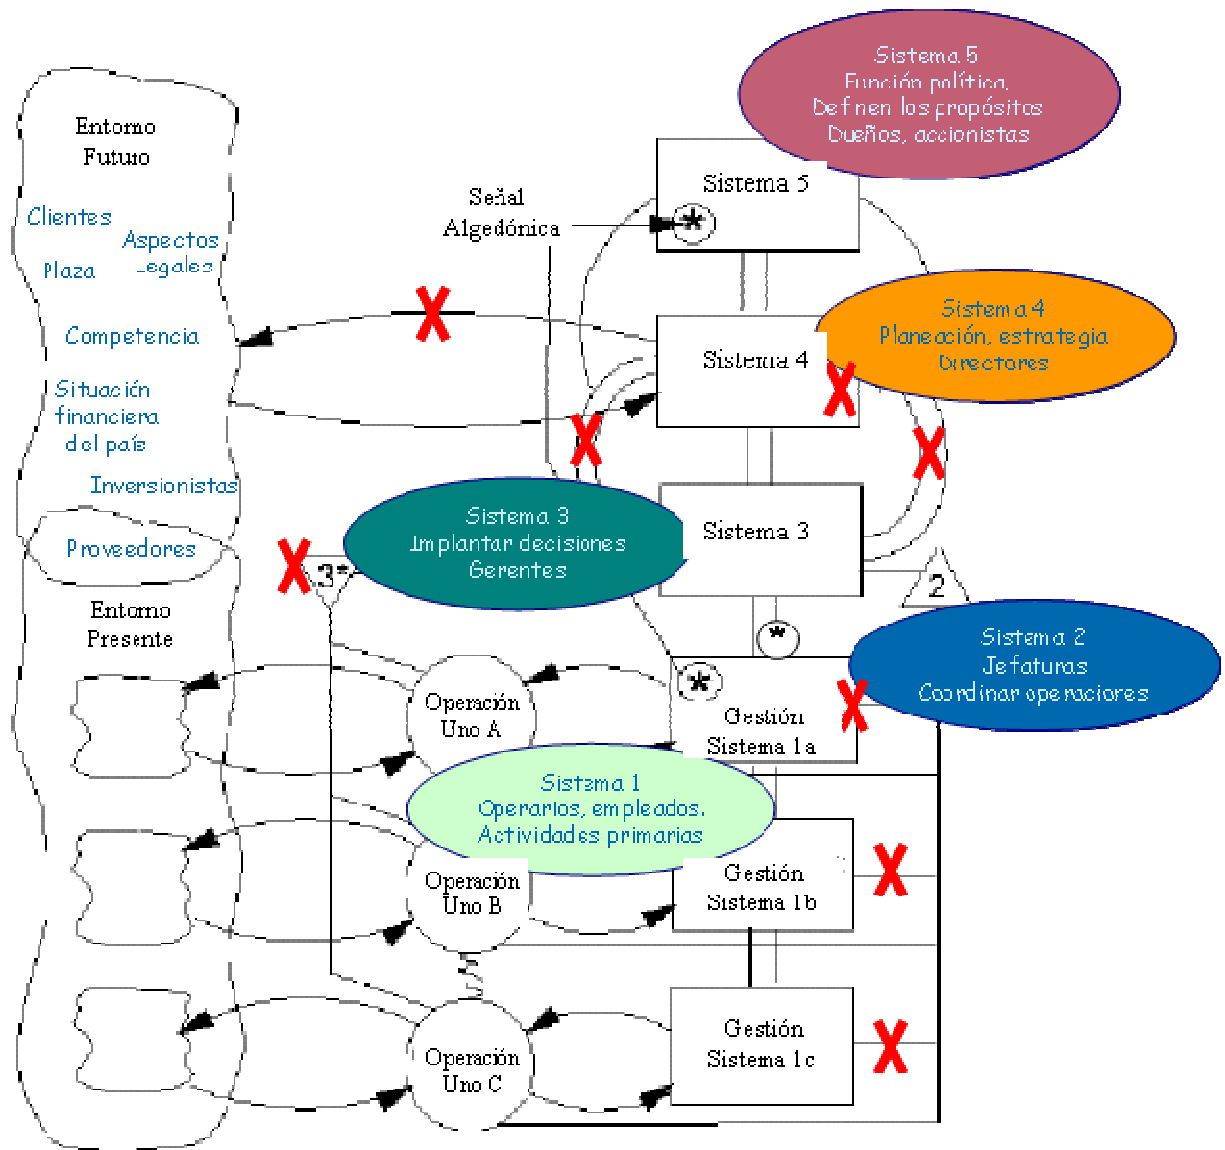 Sistema 5
Función política.
Definen los propósitos
Dueños, accionistas
Entorno
Futuro
Clientes
Aspectos
Legales
Plaza
Competencia
Situación
financiera
del país
Inversionistas
Proveedores
Entorno
Presente
Señal
Algedónica
Sistema 5
*
Sistema 4
Planeación, estrategia
Directores
Sistema 4
Sistema 3
Implantar decisiones
Gerentes
Sistema 3
3*
2
Sistema 2
Jefaturas
Coordinar operaciones
*
*
Operación
Uno A
Gestión
Sistema 1a
Sistema 1
Operarios, empleados.
Actividades primarias
Operación
Uno B
Gestión
Sistema 1b
Operación
Uno C
Gestión
Sistema 1c